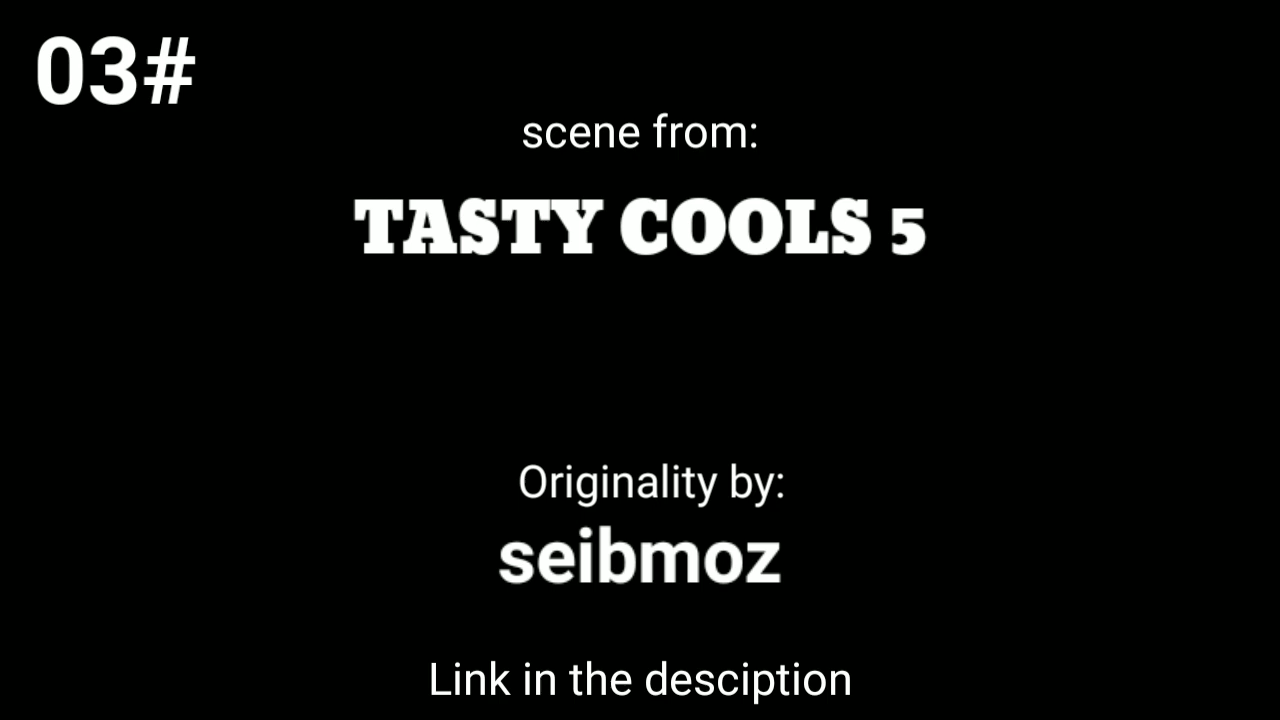 03#
scene from:
TASTY COOLS 5
Originality by:
seibmoz
Link in the desciption